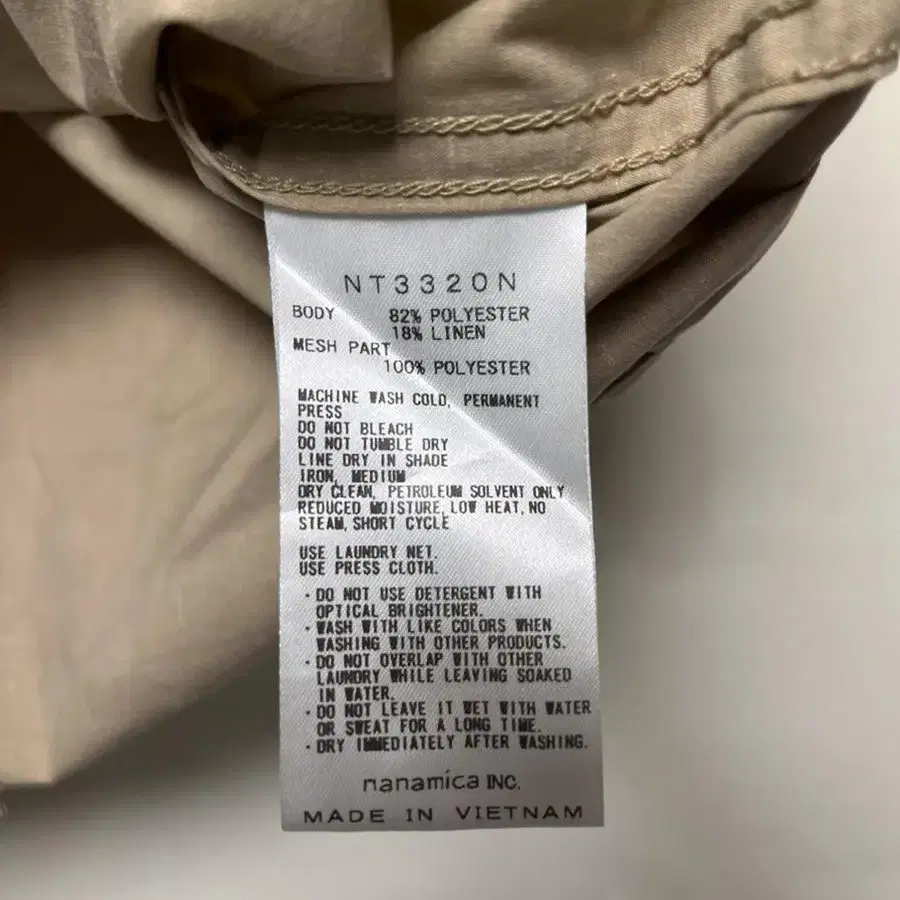 NT3320N
BODY 82% POLYESTER
18% LINEN
MESH PART
100% POLYESTER
MACHINE WASH COLD, PERMANENT
PRESS
DO NOT BLEACH
DO NOT TUMBLE DRY
LINE DRY IN SHADE
IRON, MEDIUM
DRY CLEAN, PETROLEUM SOLVENT ONLY
REDUCED MOISTURE, LOW HEAT, NO
STEAM, SHORT CYCLE
USE LAUNDRY NET.
USE PRESS CLOTH.
・DO NOT USE DETERGENT WITH
OPTICAL BRIGHTENER.
・WASH WITH LIKE COLORS WHEN
WASHING WITH OTHER PRODUCTS.
・DO NOT OVERLAP WITH OTHER
LAUNDRY WHILE LEAVING SOAKED
IN WATER.
・DO NOT LEAVE IT WET WITH WATER
OR SWEAT FOR A LONG TIME.
・DRY IMMEDIATELY AFTER WASHING.
nanamica INC.
MADE IN VIETNAM